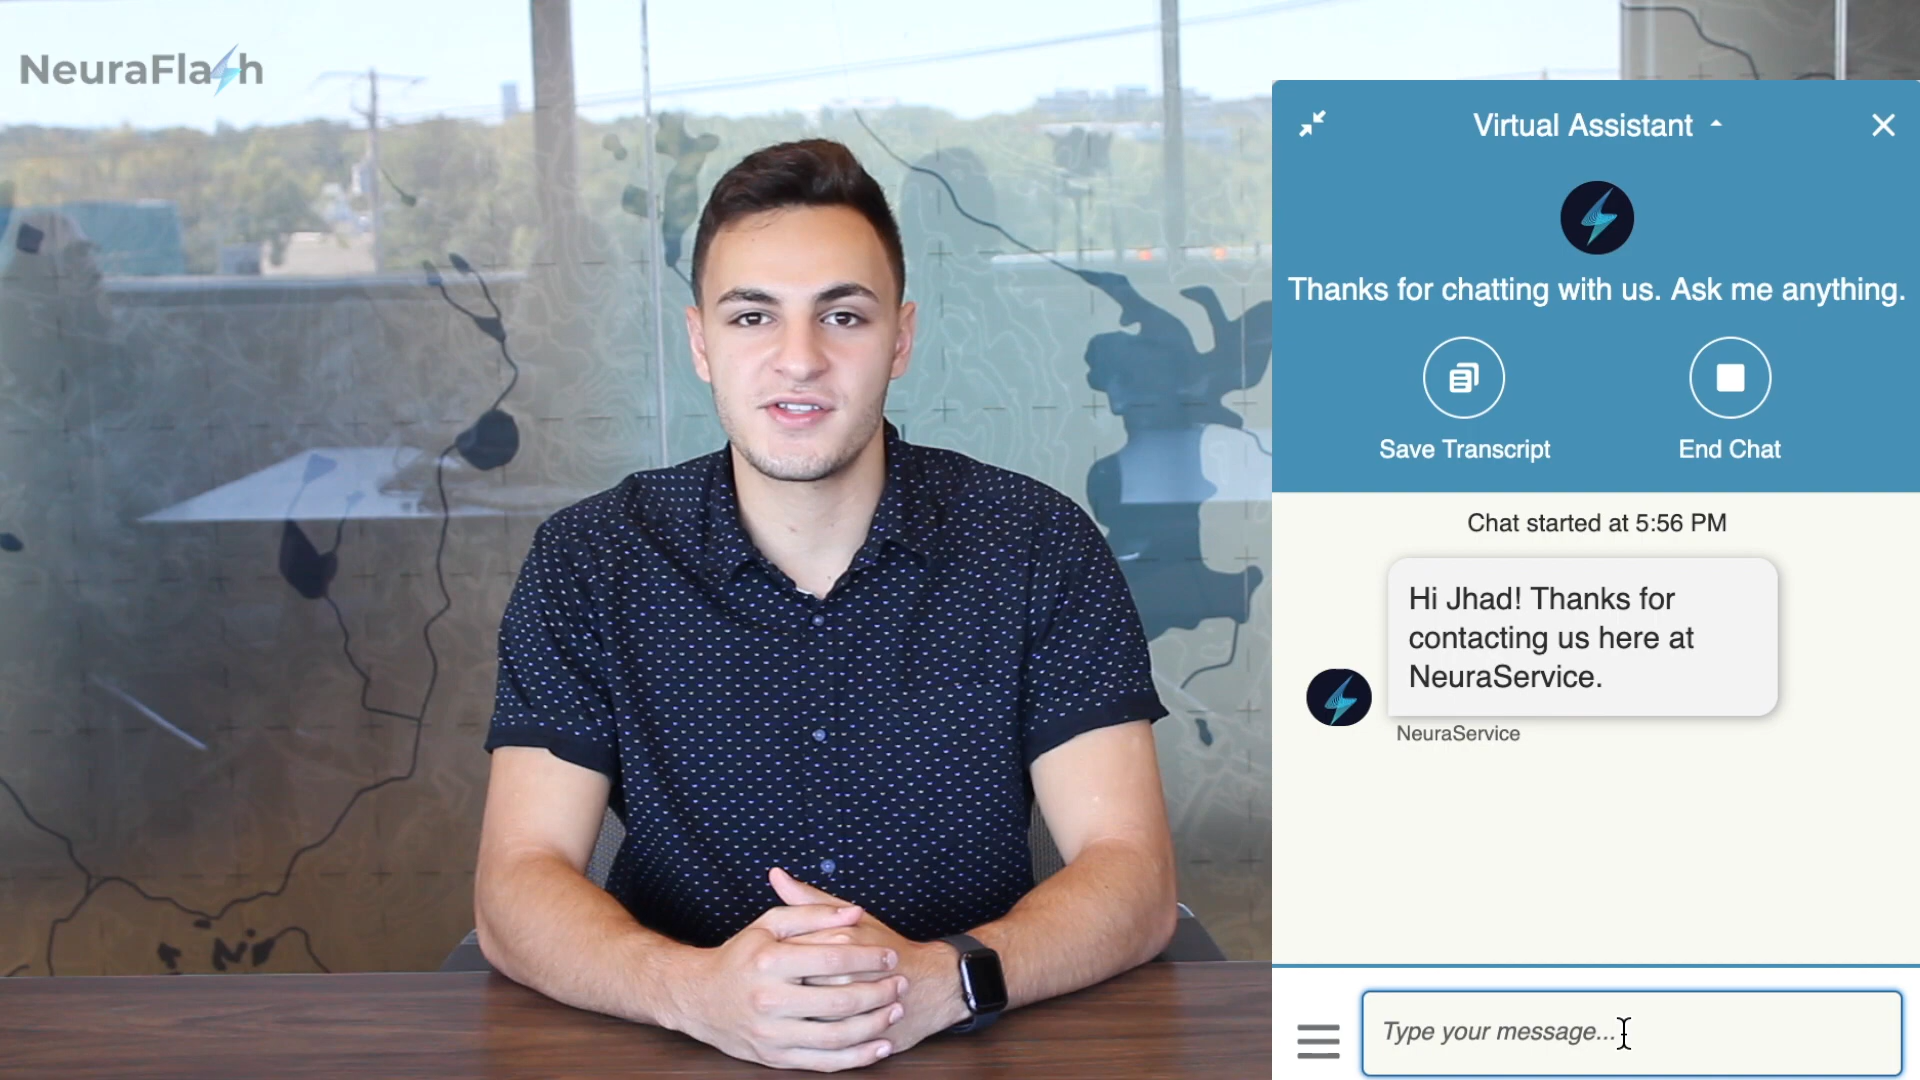 NeuraFlash
Virtual Assistant
Thanks for chatting with us. Ask me anything.
Save Transcript
End Chat
Chat started at 5:56 PM
Hi Jhad! Thanks for
contacting us here at
NeuraService.
NeuraService
Type your message...